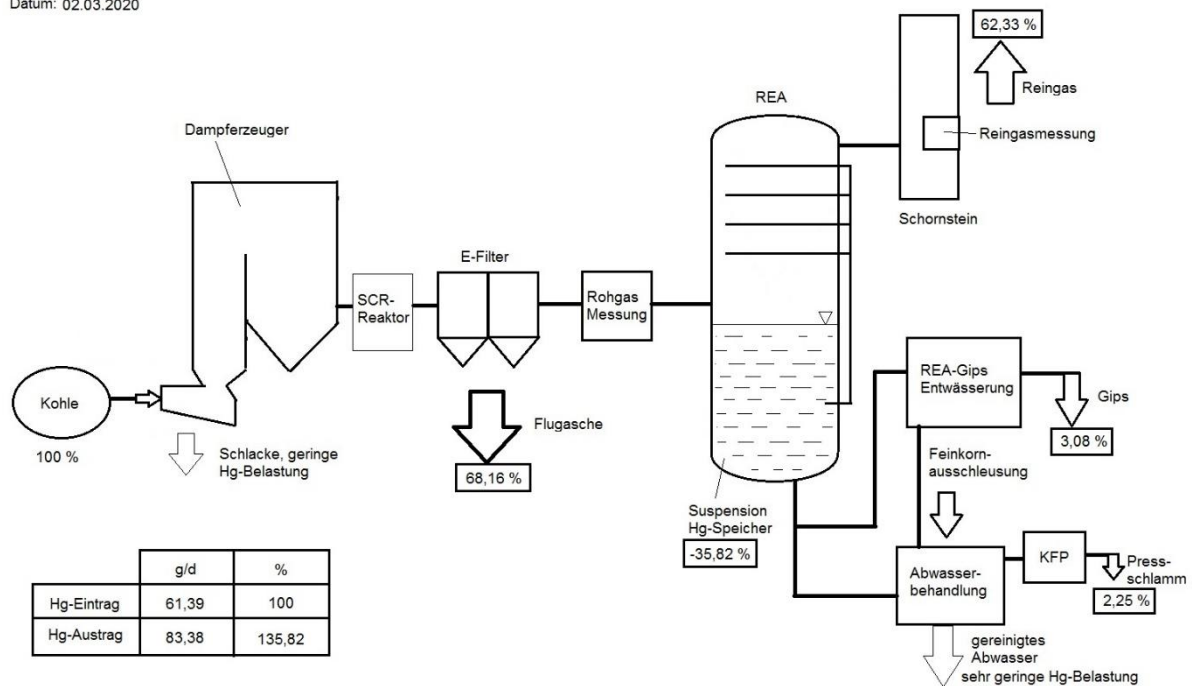 Datum: 02.03.2020
62,33 %
Reingas
REA
Reingasmessung
Dampferzeuger
Schornstein
E-Filter
SCR-
Reaktor
Rohgas
Messung
REA-Gips
Entwässerung
Gips
3,08 %
Kohle
100 %
Schlacke, geringe
Hg-Belastung
Flugasche
68,16 %
Feinkorn-
ausschleusung
Suspension
Hg-Speicher
-35,82 %
Abwasser-
behandlung
KFP
Press-
schlamm
2,25 %
gereinigtes
Abwasser
sehr geringe Hg-Belastung
g/d %
Hg-Eintrag 61,39 100
Hg-Austrag 83,38 135,82